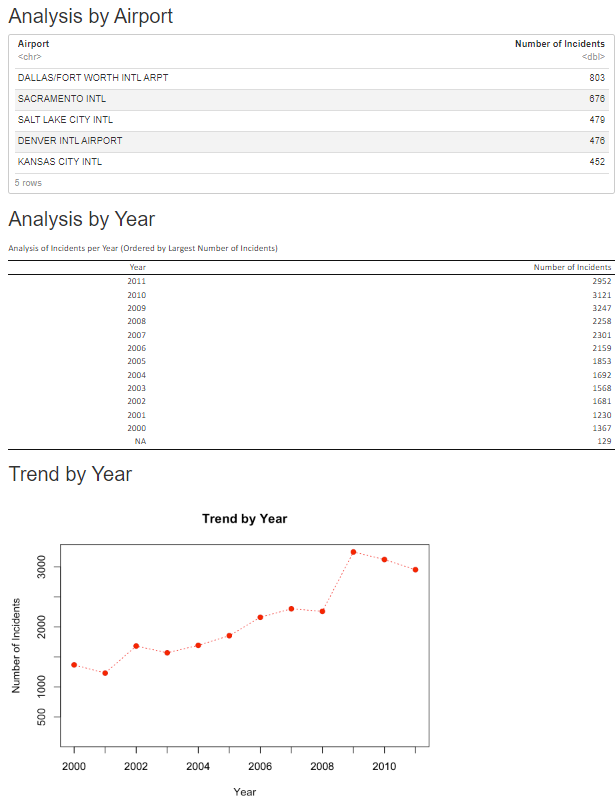 Analysis by Airport
Airport Number of Incidents
<chr> <dbl>
DALLAS/FORT WORTH INTL ARPT 803
SACRAMENTO INTL 676
SALT LAKE CITY INTL 479
DENVER INTL AIRPORT 476
KANSAS CITY INTL 452
5 rows
Analysis by Year
Analysis of Incidents per Year (Ordered by Largest Number of Incidents)
Year Number of Incidents
2011 2952
2010 3121
2009 3247
2008 2258
2007 2301
2006 2159
2005 1853
2004 1692
2003 1568
2002 1681
2001 1230
2000 1367
NA 129
Trend by Year
Trend by Year
Number of Incidents
3000
2000
1000
500
2000 2002 2004 2006 2008 2010
Year